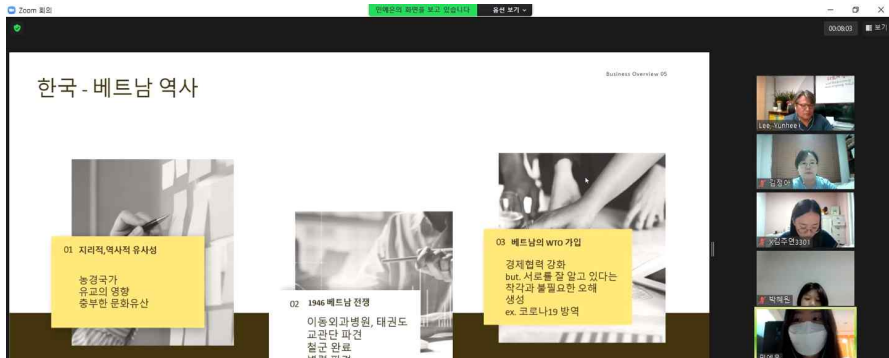 Zoom 회의
민예은의 화면을 보고 있습니다
옵션 보기
00:08:03
보기
한국 - 베트남 역사
Business Overview 05
01 지리적,역사적 유사성
농경국가
유교의 영향
충부한 문화유산
02 1946 베트남 전쟁
이동외과병원, 태권도
교관단 파견
철군 완료
03 베트남의 WTO 가입
경제협력 강화
but. 서로를 잘 알고 있다는
착각과 불필요한 오해
생성
ex. 코로나19 방역
Lee, Yunhee
김정아
김주연3301
박혜원